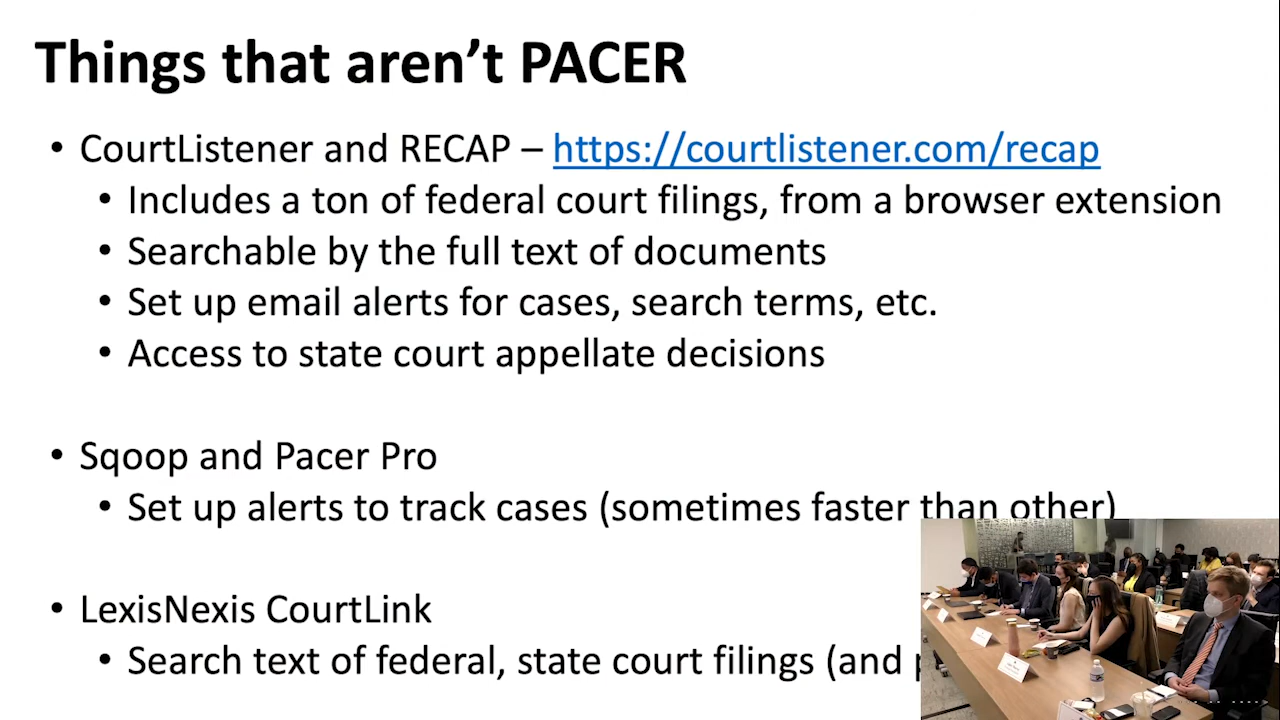 Things that aren’t PACER
• CourtListener and RECAP – https://courtlistener.com/recap
• Includes a ton of federal court filings, from a browser extension
• Searchable by the full text of documents
• Set up email alerts for cases, search terms, etc.
• Access to state court appellate decisions
• Sqoop and Pacer Pro
• Set up alerts to track cases (sometimes faster than other)
• LexisNexis CourtLink
• Search text of federal, state court filings (and